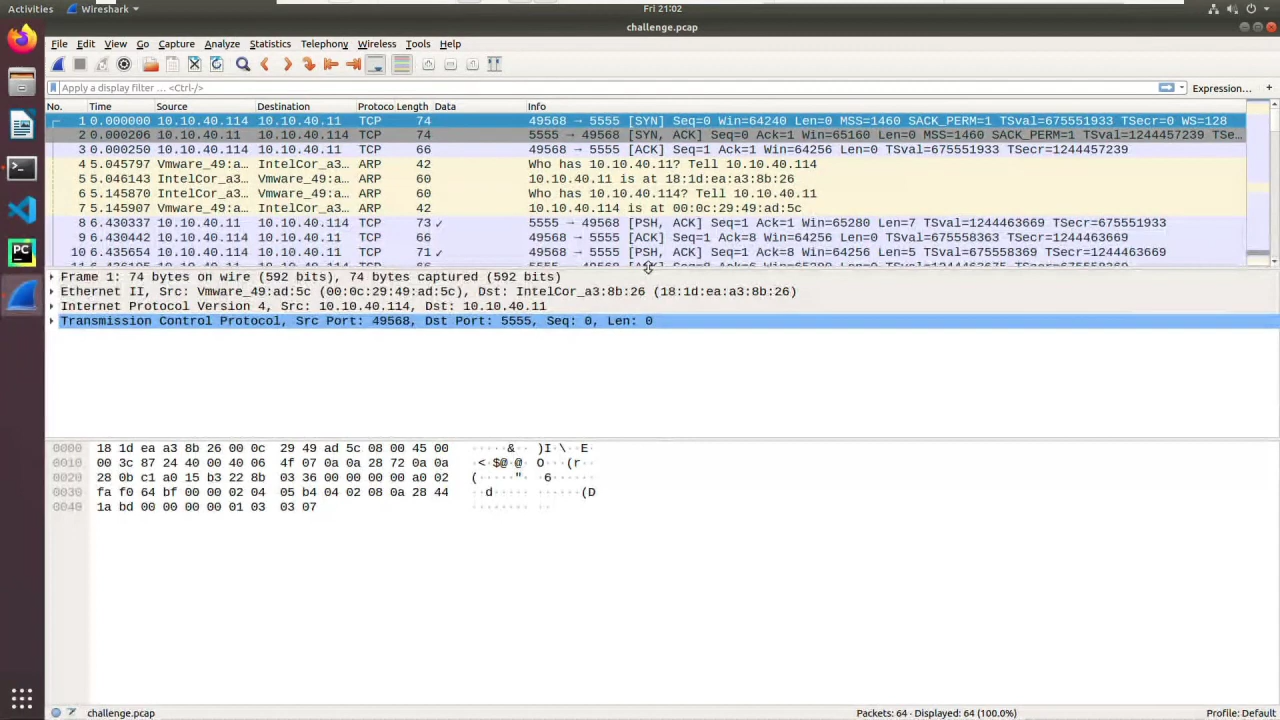 Activities Wireshark Fri 21:02
challenge.pcap
File Edit View Go Capture Analyze Statistics Telephony Wireless Tools Help
Apply a display filter … <Ctrl-/> Expression… +
No. Time Source Destination Protoco Length Data Info
1 0.000000 10.10.40.114 10.10.40.11 TCP 74 49568 → 5555 [SYN] Seq=0 Win=64240 Len=0 MSS=1460 SACK_PERM=1 TSval=675551933 TSecr=0 WS=128
2 0.000206 10.10.40.11 10.10.40.114 TCP 74 5555 → 49568 [SYN, ACK] Seq=0 Ack=1 Win=65160 Len=0 MSS=1460 SACK_PERM=1 TSval=1244457239 TSe…
3 0.000250 10.10.40.114 10.10.40.11 TCP 66 49568 → 5555 [ACK] Seq=1 Ack=1 Win=64256 Len=0 TSval=675551933 TSecr=1244457239
4 5.045797 Vmware_49:a… IntelCor_a3… ARP 42 Who has 10.10.40.11? Tell 10.10.40.114
5 5.046143 IntelCor_a3… Vmware_49:a… ARP 60 10.10.40.11 is at 18:1d:ea:a3:8b:26
6 5.145870 IntelCor_a3… Vmware_49:a… ARP 60 Who has 10.10.40.114? Tell 10.10.40.11
7 5.145907 Vmware_49:a… IntelCor_a3… ARP 42 10.10.40.114 is at 00:0c:29:49:ad:5c
8 6.430337 10.10.40.11 10.10.40.114 TCP 73 ✓ 5555 → 49568 [PSH, ACK] Seq=1 Ack=1 Win=65280 Len=7 TSval=1244463669 TSecr=675551933
9 6.430442 10.10.40.114 10.10.40.11 TCP 66 49568 → 5555 [ACK] Seq=1 Ack=8 Win=64256 Len=0 TSval=675558363 TSecr=1244463669
10 6.435654 10.10.40.114 10.10.40.11 TCP 71 ✓ 49568 → 5555 [PSH, ACK] Seq=1 Ack=8 Win=64256 Len=5 TSval=675558369 TSecr=1244463669
Frame 1: 74 bytes on wire (592 bits), 74 bytes captured (592 bits)
Ethernet II, Src: Vmware_49:ad:5c (00:0c:29:49:ad:5c), Dst: IntelCor_a3:8b:26 (18:1d:ea:a3:8b:26)
Internet Protocol Version 4, Src: 10.10.40.114, Dst: 10.10.40.11
Transmission Control Protocol, Src Port: 49568, Dst Port: 5555, Seq: 0, Len: 0
0000 18 1d ea a3 8b 26 00 0c 29 49 ad 5c 08 00 45 00 ·····&·· )I·\··E·
0010 00 3c 87 24 40 00 40 06 4f 07 0a 0a 28 72 0a 0a ·<·$@·@· O···(r··
0020 28 0b c1 a0 15 b3 22 8b 03 36 00 00 00 00 a0 02 (·····"· ·6······
0030 fa f0 64 bf 00 00 02 04 05 b4 04 02 08 0a 28 44 ··d····· ······(D
0040 1a bd 00 00 00 00 01 03 03 07 ········ ··
challenge.pcap Packets: 64 · Displayed: 64 (100.0%) Profile: Default